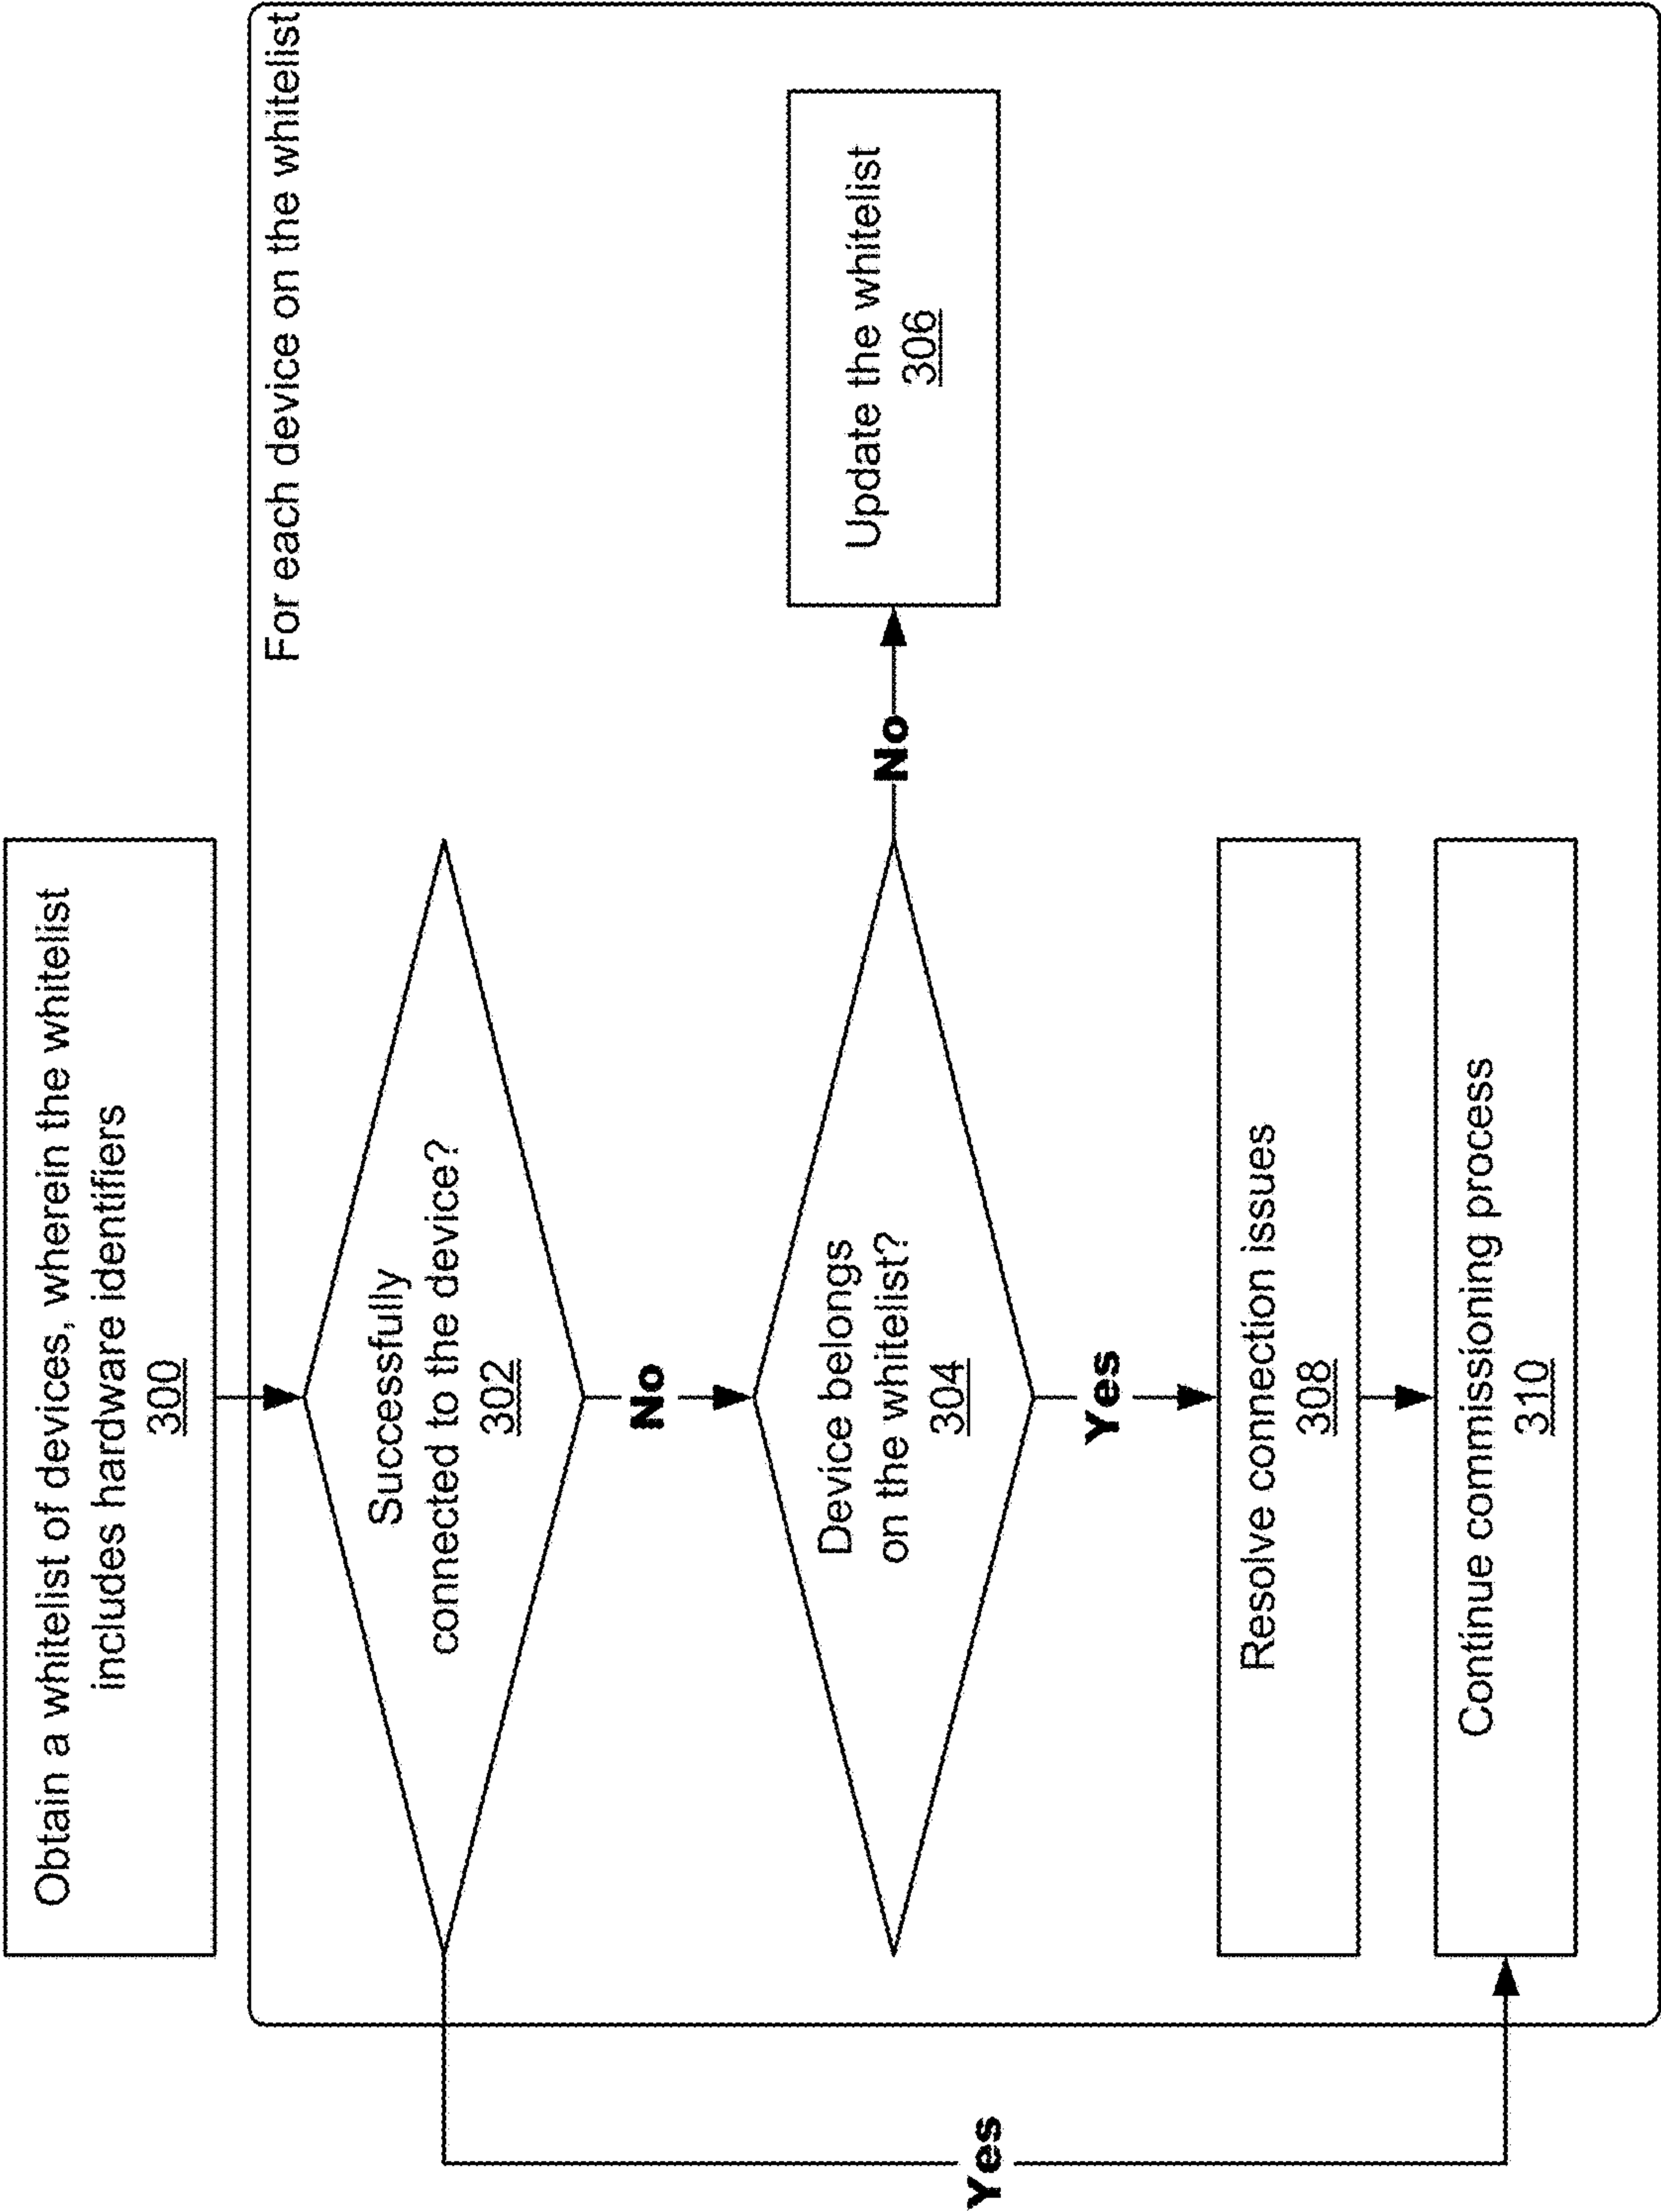 Obtain a whitelist of devices, wherein the whitelist
includes hardware identifiers
300
For each device on the whitelist
Successfully
connected to the device?
302
No
Device belongs
on the whitelist?
304
No
Update the whitelist
306
Yes
Resolve connection issues
308
Continue commissioning process
310
Yes